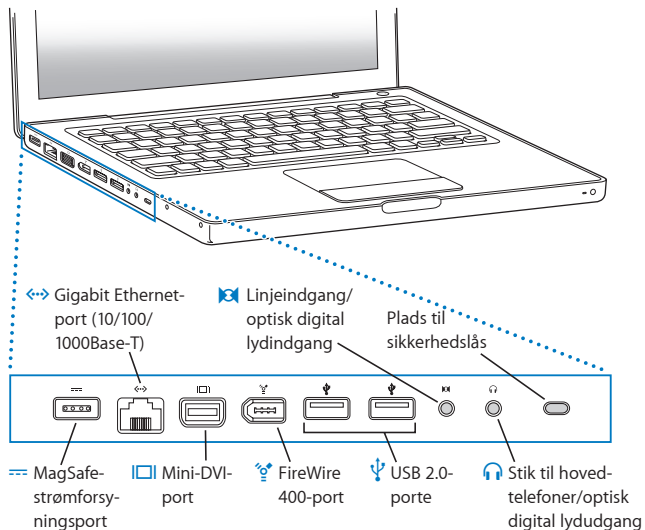 Gigabit Ethernet-
port (10/100/
1000Base-T)
Linjeindgang/
optisk digital
lydindgang
Plads til
sikkerhedslås
MagSafe-
strømforsy-
ningsport
Mini-DVI-
port
FireWire
400-port
USB 2.0-
porte
Stik til hoved-
telefoner/optisk
digital lydudgang